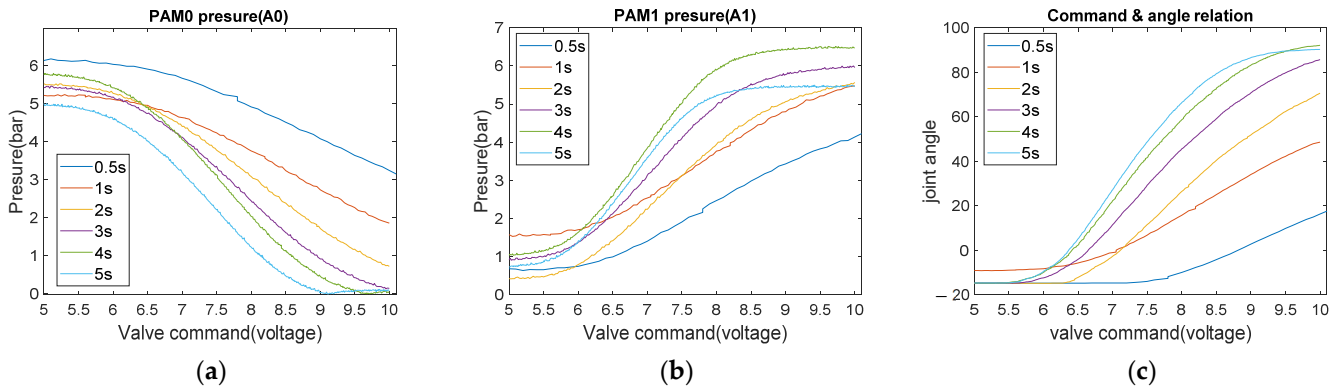 PAM0 presure(A0)
Presure(bar)
6
5
4
3
2
1
0
0.5s
1s
2s
3s
4s
5s
5 5.5 6 6.5 7 7.5 8 8.5 9 9.5 10
Valve command(voltage)
(a)
PAM1 presure(A1)
Presure(bar)
7
6
5
4
3
2
1
0
0.5s
1s
2s
3s
4s
5s
5 5.5 6 6.5 7 7.5 8 8.5 9 9.5 10
Valve command(voltage)
(b)
Command & angle relation
joint angle
100
80
60
40
20
0
– 20
0.5s
1s
2s
3s
4s
5s
5 5.5 6 6.5 7 7.5 8 8.5 9 9.5 10
valve command(voltage)
(c)